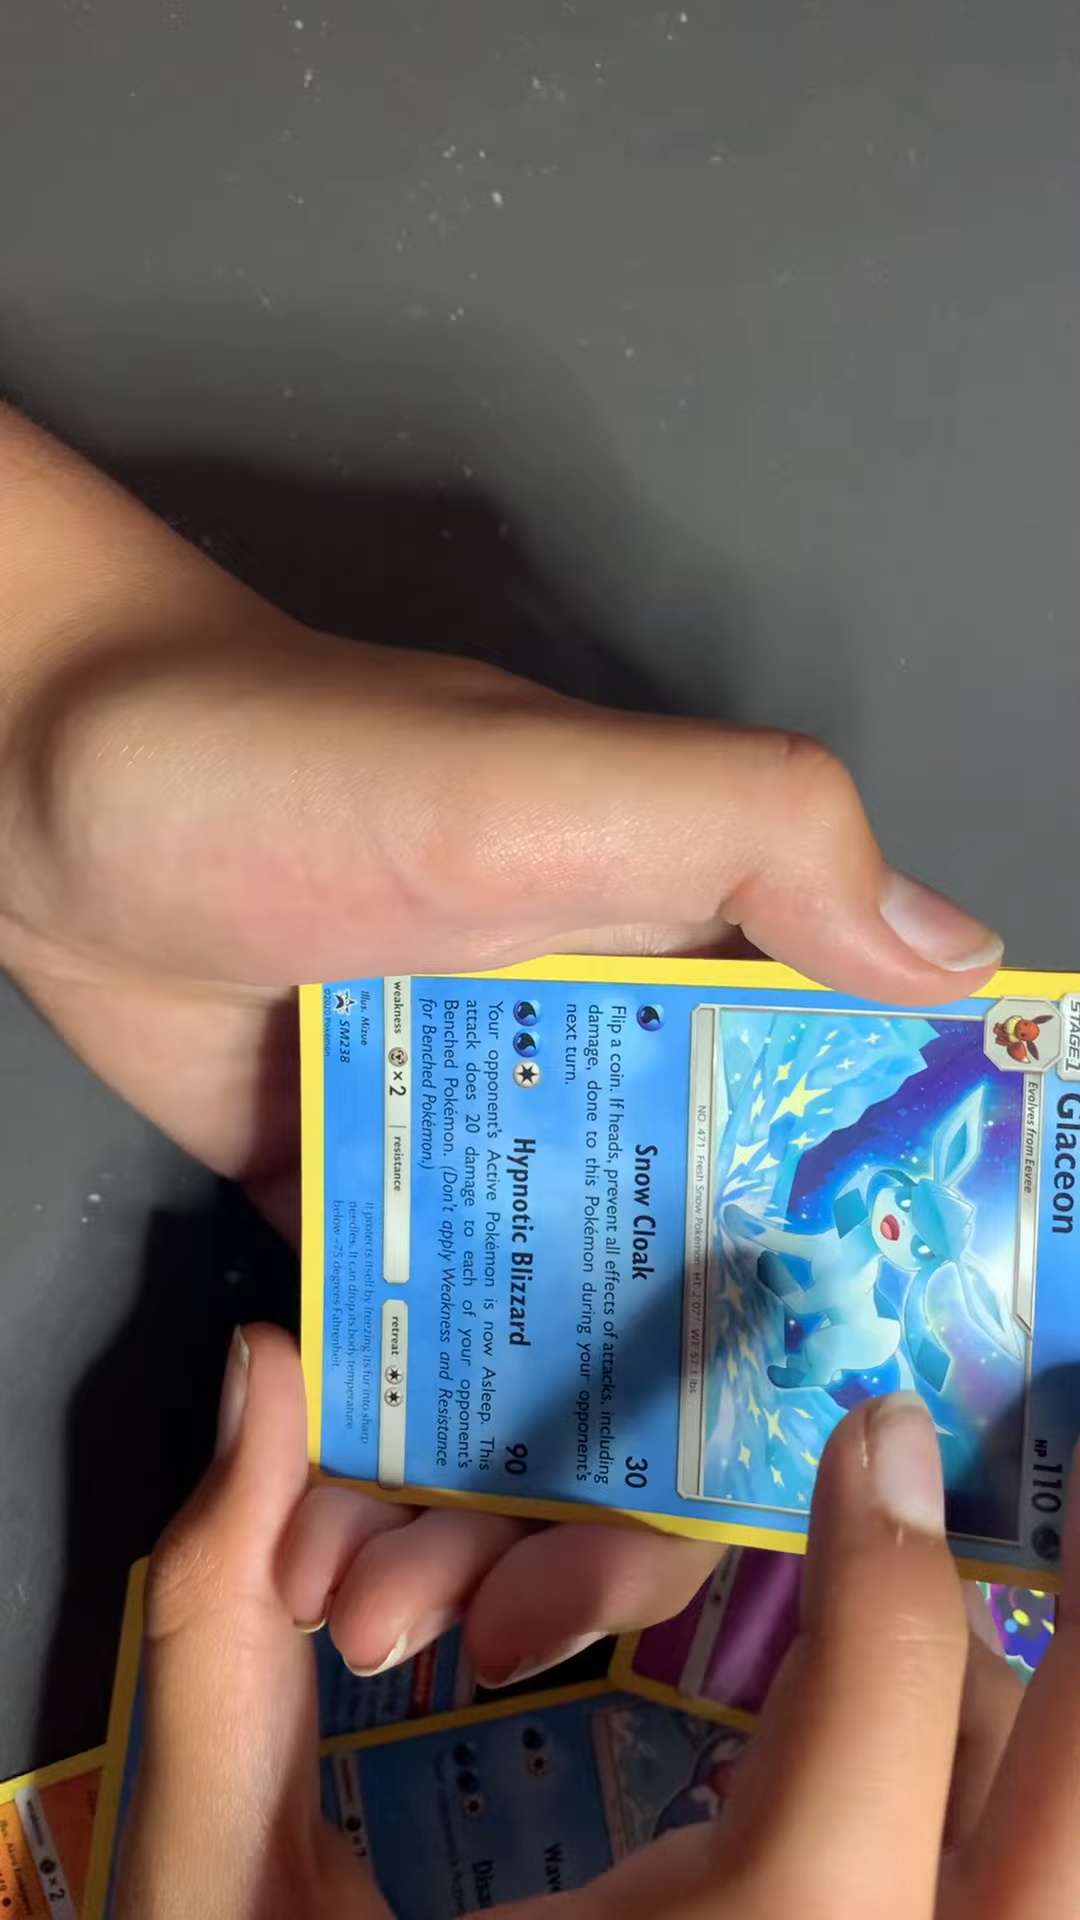 STAGE1
Glaceon
HP 110
Evolves from Eevee
NO. 471 Fresh Snow Pokémon HT: 2'07" WT: 57.1 lbs
Snow Cloak 30
Flip a coin. If heads, prevent all effects of attacks, including
damage, done to this Pokémon during your opponent's
next turn.
Hypnotic Blizzard 90
Your opponent's Active Pokémon is now Asleep. This
attack does 20 damage to each of your opponent's
Benched Pokémon. (Don't apply Weakness and Resistance
for Benched Pokémon.)
weakness ×2 resistance retreat
Illus. Mizue
SM238
©2020 Pokémon
It protects itself by freezing its fur into sharp
needles. It can drop its body temperature
below -75 degrees Fahrenheit.
weakness ×2